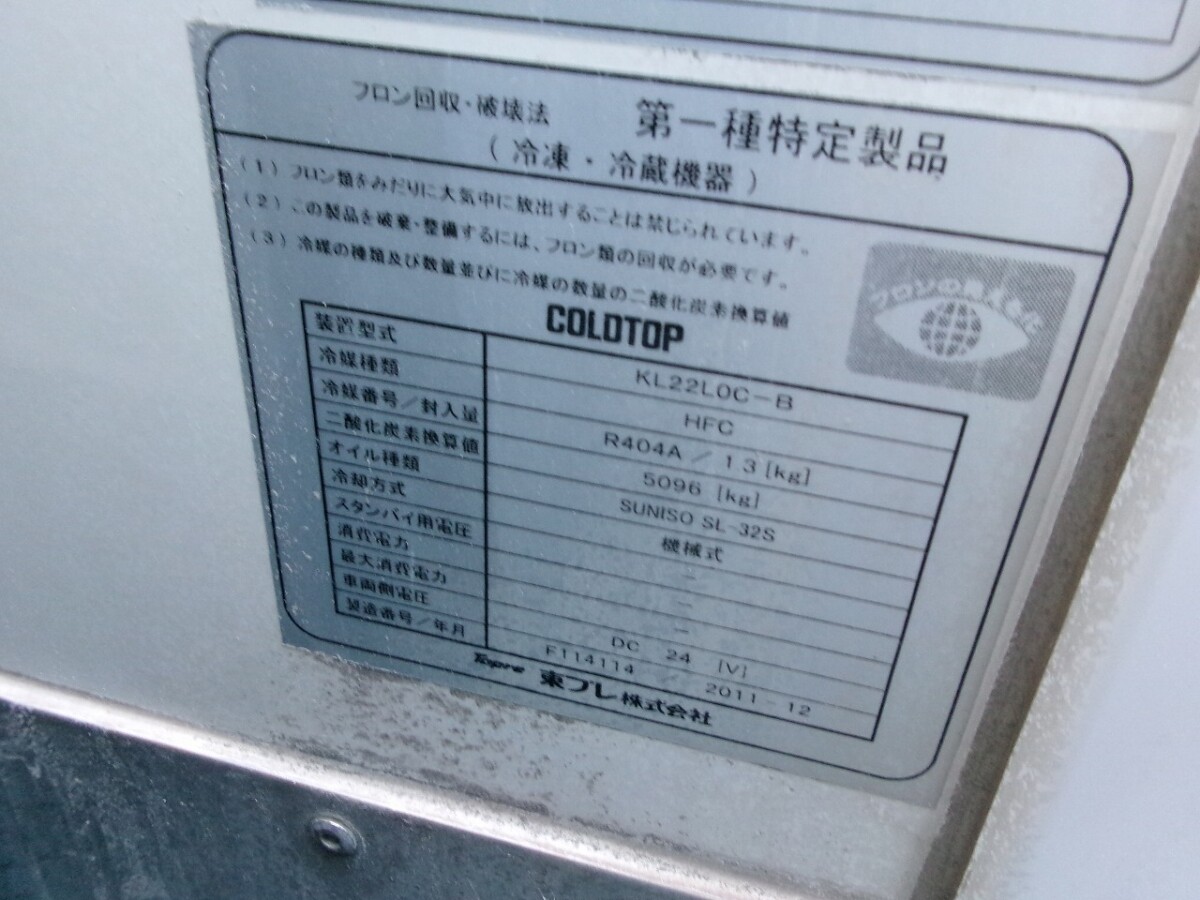 フロン回収・破壊法 第一種特定製品
(冷凍・冷蔵機器)
(1) フロン類をみだりに大気中に放出することは禁じられています。
(2) この製品を破棄・整備するには、フロン類の回収が必要です。
(3) 冷媒の種類及び数量並びに冷媒の数量の二酸化炭素換算値
フロンの見える化
COLDTOP
装置型式 KL22L0C-B
冷媒種類 HFC
冷媒番号/封入量 R404A / 1.3 [kg]
二酸化炭素換算値 5096 [kg]
オイル種類 SUNISO SL-32S
冷却方式 機械式
スタンバイ用電圧 -
消費電力 -
最大消費電力 -
車両側電圧 DC 24 [V]
製造番号/年月 F114114 2011-12
Topre 東プレ株式会社